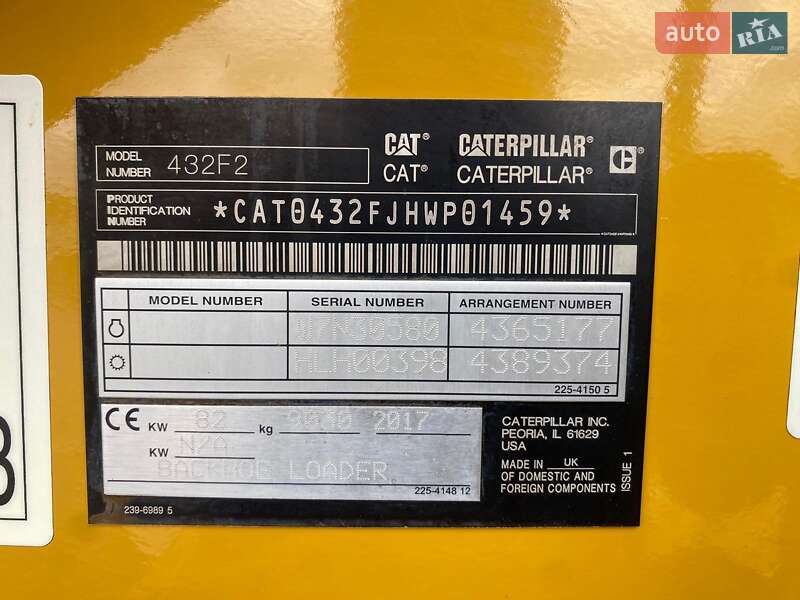 auto RIA.com
CAT® CATERPILLAR®
MODEL NUMBER 432F2
CAT® CATERPILLAR®
PRODUCT IDENTIFICATION NUMBER *CAT0432FJHWP01459*
MODEL NUMBER SERIAL NUMBER ARRANGEMENT NUMBER
4365177
HLH00398 4389374
225-4150 5
CE KW 82 kg 2017
KW N/A
BACKHOE LOADER
225-4148 12
CATERPILLAR INC.
PEORIA, IL 61629
USA
MADE IN UK
OF DOMESTIC AND
FOREIGN COMPONENTS
ISSUE 1
239-6989 5